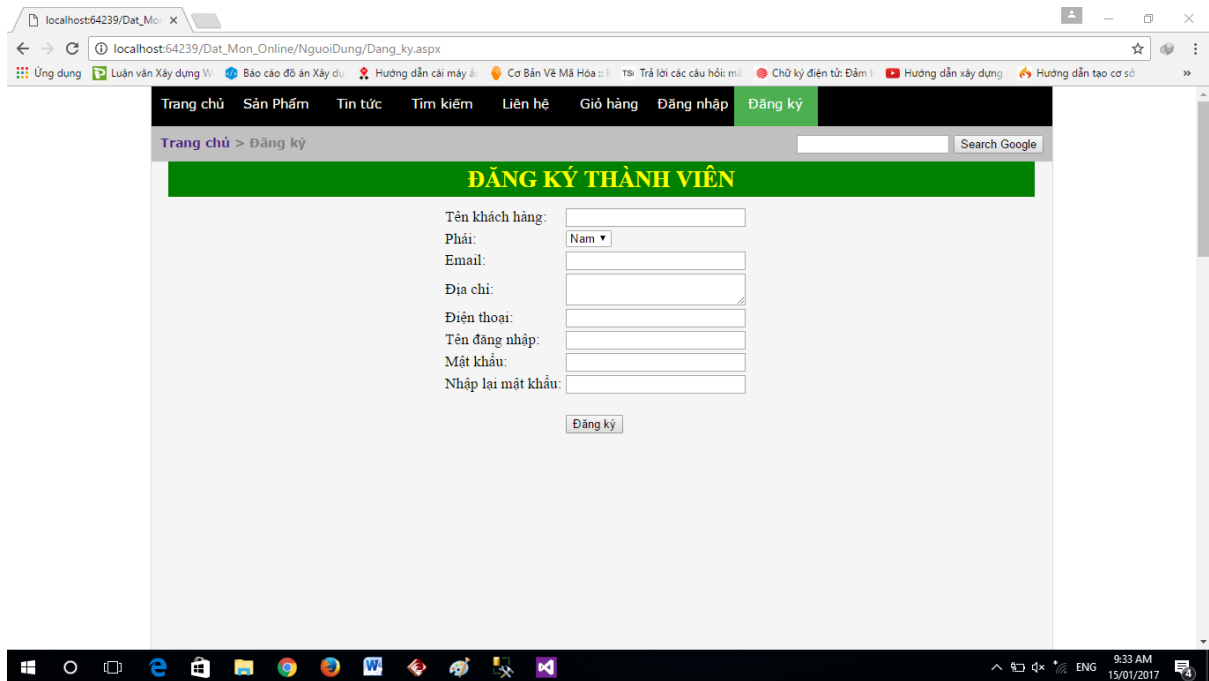 localhost:64239/Dat_Mo
localhost:64239/Dat_Mon_Online/NguoiDung/Dang_ky.aspx
Ứng dụng Luận văn Xây dựng W Báo cáo đồ án Xây dự Hướng dẫn cài máy ả Cơ Bản Về Mã Hóa :: TSi Trả lời các câu hỏi: mã Chữ ký điện tử: Đảm Hướng dẫn xây dựng Hướng dẫn tạo cơ sở »
Trang chủ Sản Phẩm Tin tức Tìm kiếm Liên hệ Giỏ hàng Đăng nhập Đăng ký
Trang chủ > Đăng ký Search Google
ĐĂNG KÝ THÀNH VIÊN
Tên khách hàng:
Phái: Nam
Email:
Địa chỉ:
Điện thoại:
Tên đăng nhập:
Mật khẩu:
Nhập lại mật khẩu:
Đăng ký
ENG 9:33 AM
15/01/2017 4